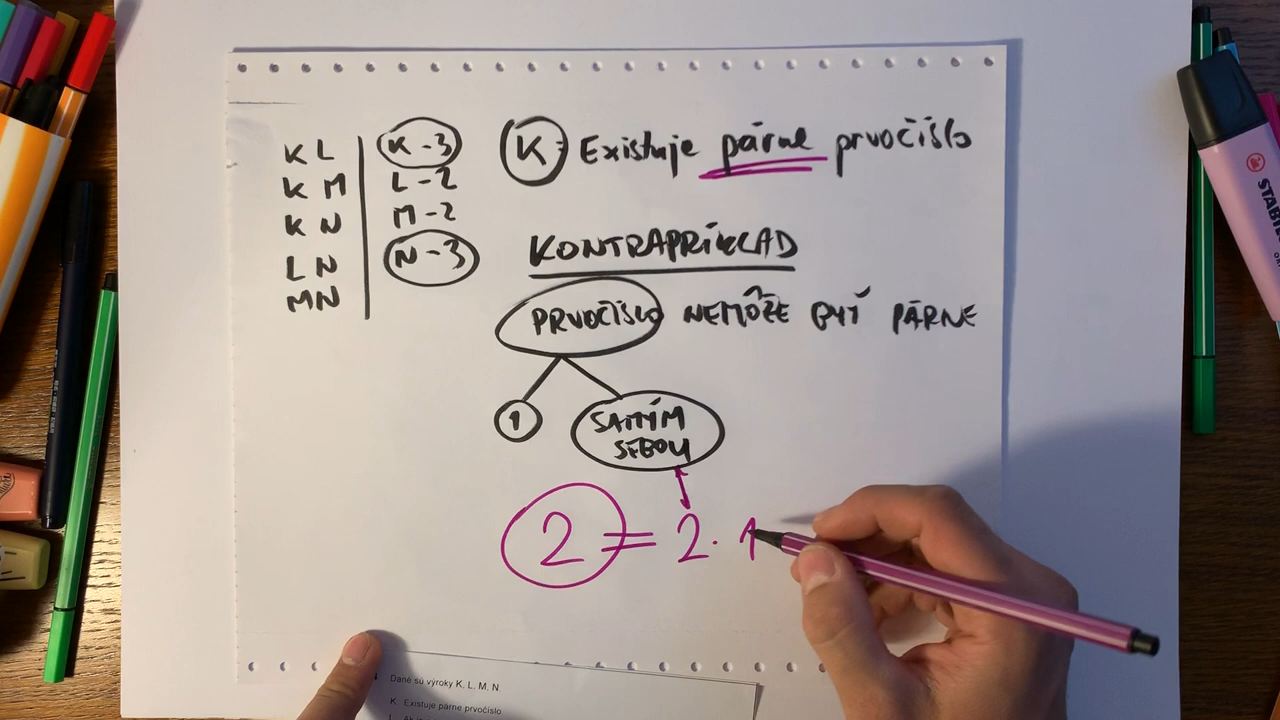 K L
K M
K N
L N
M N
K - 3
L - 2
M - 2
N - 3
K: Existuje párne prvočíslo
KONTRAPRÍKLAD
PRVOČÍSLO NEMÔŽE BYŤ PÁRNE
1
SAMÝM
SEBOU
2 = 2 . 1
Dané sú výroky K, L, M, N.
K: Existuje párne prvočíslo
STABIL